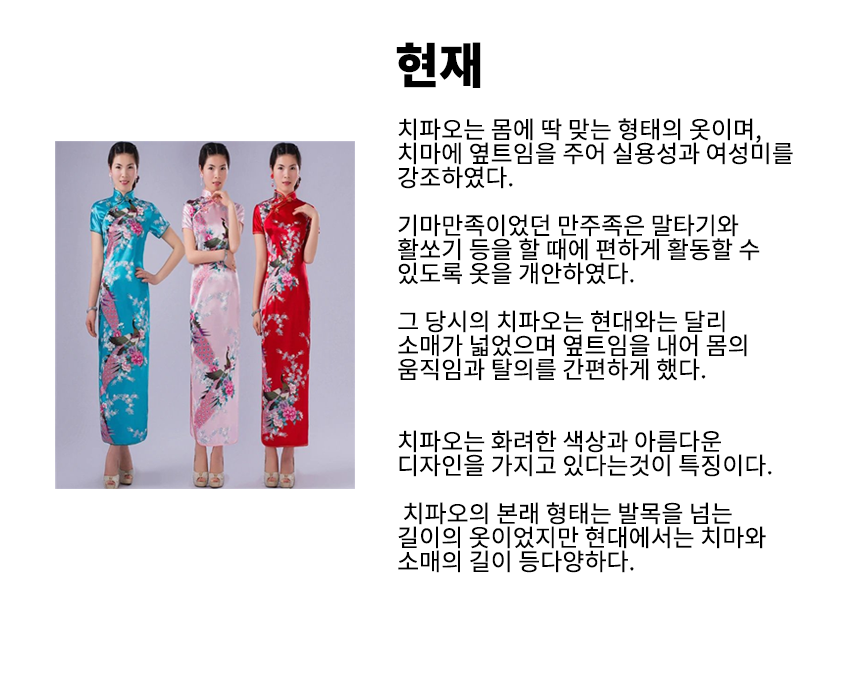 현재
치파오는 몸에 딱 맞는 형태의 옷이며,
치마에 옆트임을 주어 실용성과 여성미를
강조하였다.
기마만족이었던 만주족은 말타기와
활쏘기 등을 할 때에 편하게 활동할 수
있도록 옷을 개안하였다.
그 당시의 치파오는 현대와는 달리
소매가 넓었으며 옆트임을 내어 몸의
움직임과 탈의를 간편하게 했다.
치파오는 화려한 색상과 아름다운
디자인을 가지고 있다는것이 특징이다.
치파오의 본래 형태는 발목을 넘는
길이의 옷이었지만 현대에서는 치마와
소매의 길이 등다양하다.